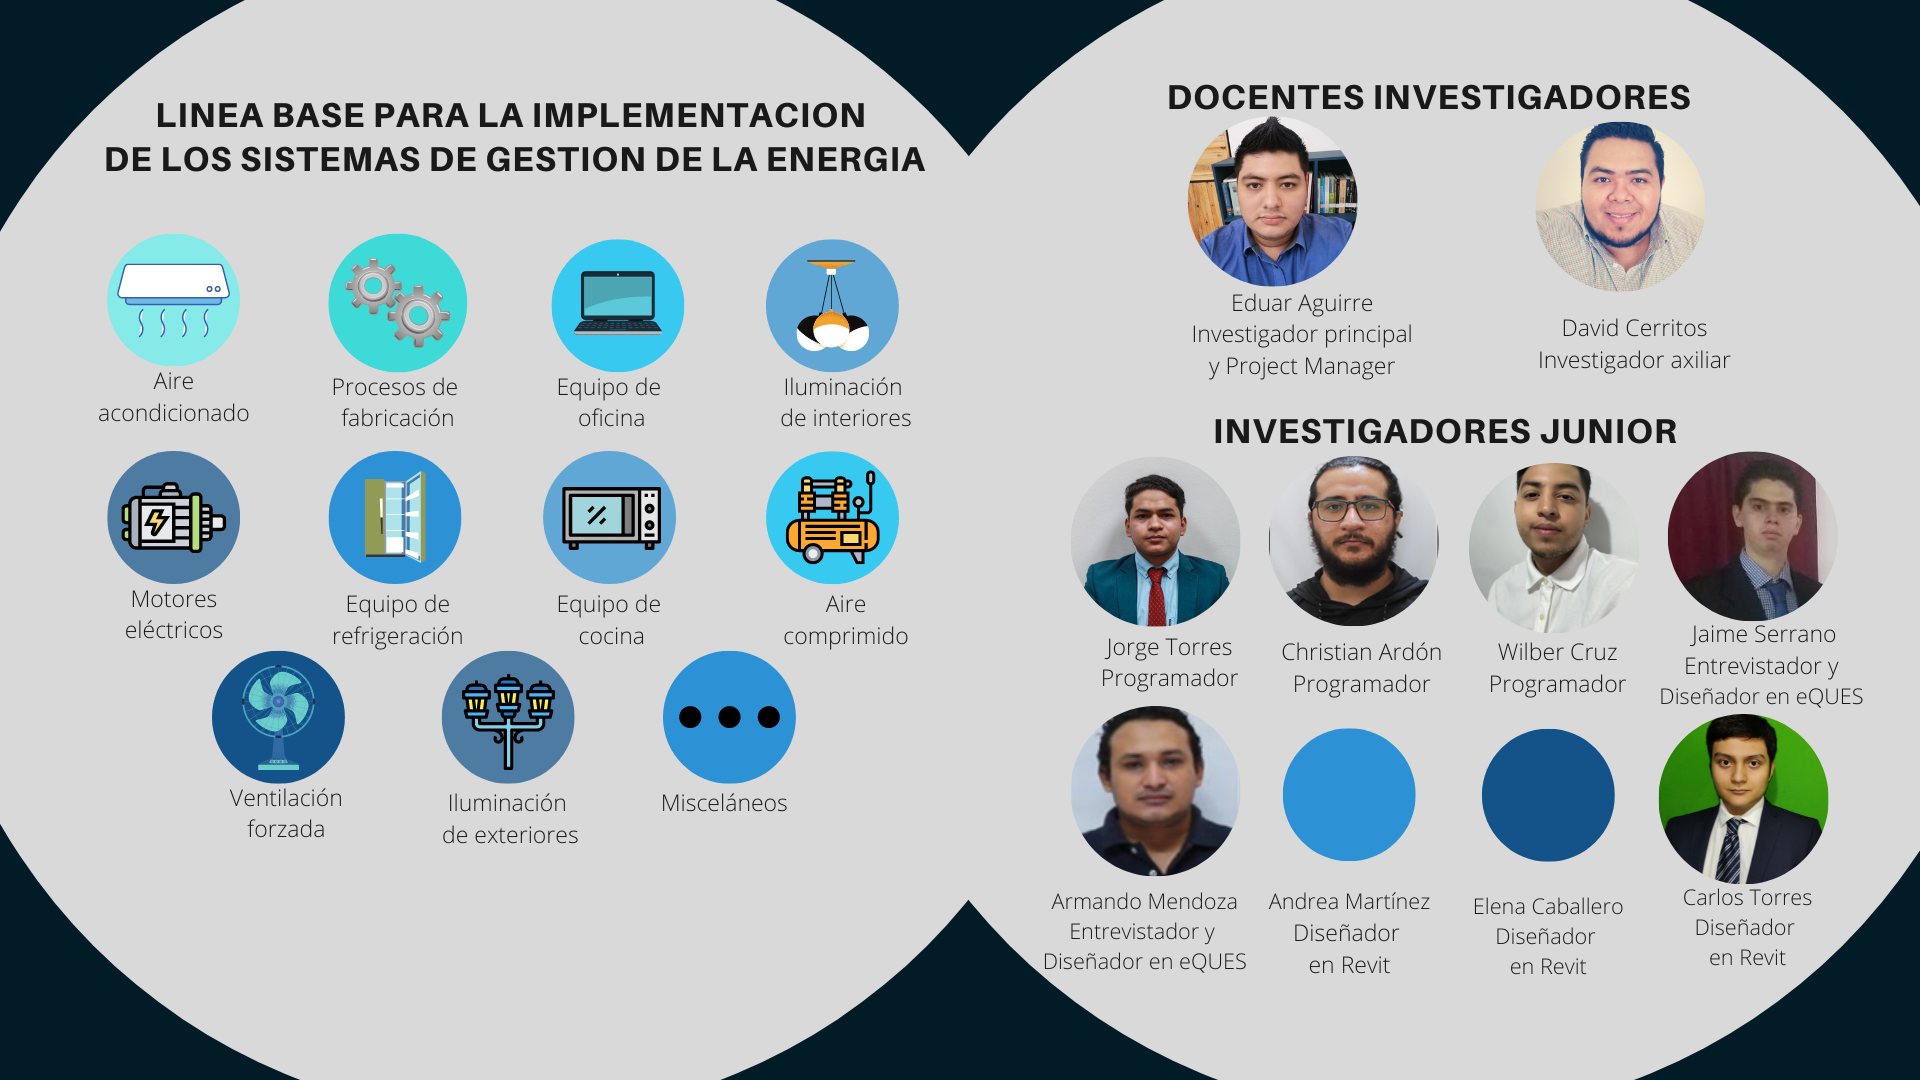 LINEA BASE PARA LA IMPLEMENTACION
DE LOS SISTEMAS DE GESTION DE LA ENERGIA
Aire
acondicionado
Procesos de
fabricación
Equipo de
oficina
Iluminación
de interiores
Motores
eléctricos
Equipo de
refrigeración
Equipo de
cocina
Aire
comprimido
Ventilación
forzada
Iluminación
de exteriores
Misceláneos
DOCENTES INVESTIGADORES
Eduar Aguirre
Investigador principal
y Project Manager
David Cerritos
Investigador axiliar
INVESTIGADORES JUNIOR
Jorge Torres
Programador
Christian Ardón
Programador
Wilber Cruz
Programador
Jaime Serrano
Entrevistador y
Diseñador en eQUES
Armando Mendoza
Entrevistador y
Diseñador en eQUES
Andrea Martínez
Diseñador
en Revit
Elena Caballero
Diseñador
en Revit
Carlos Torres
Diseñador
en Revit